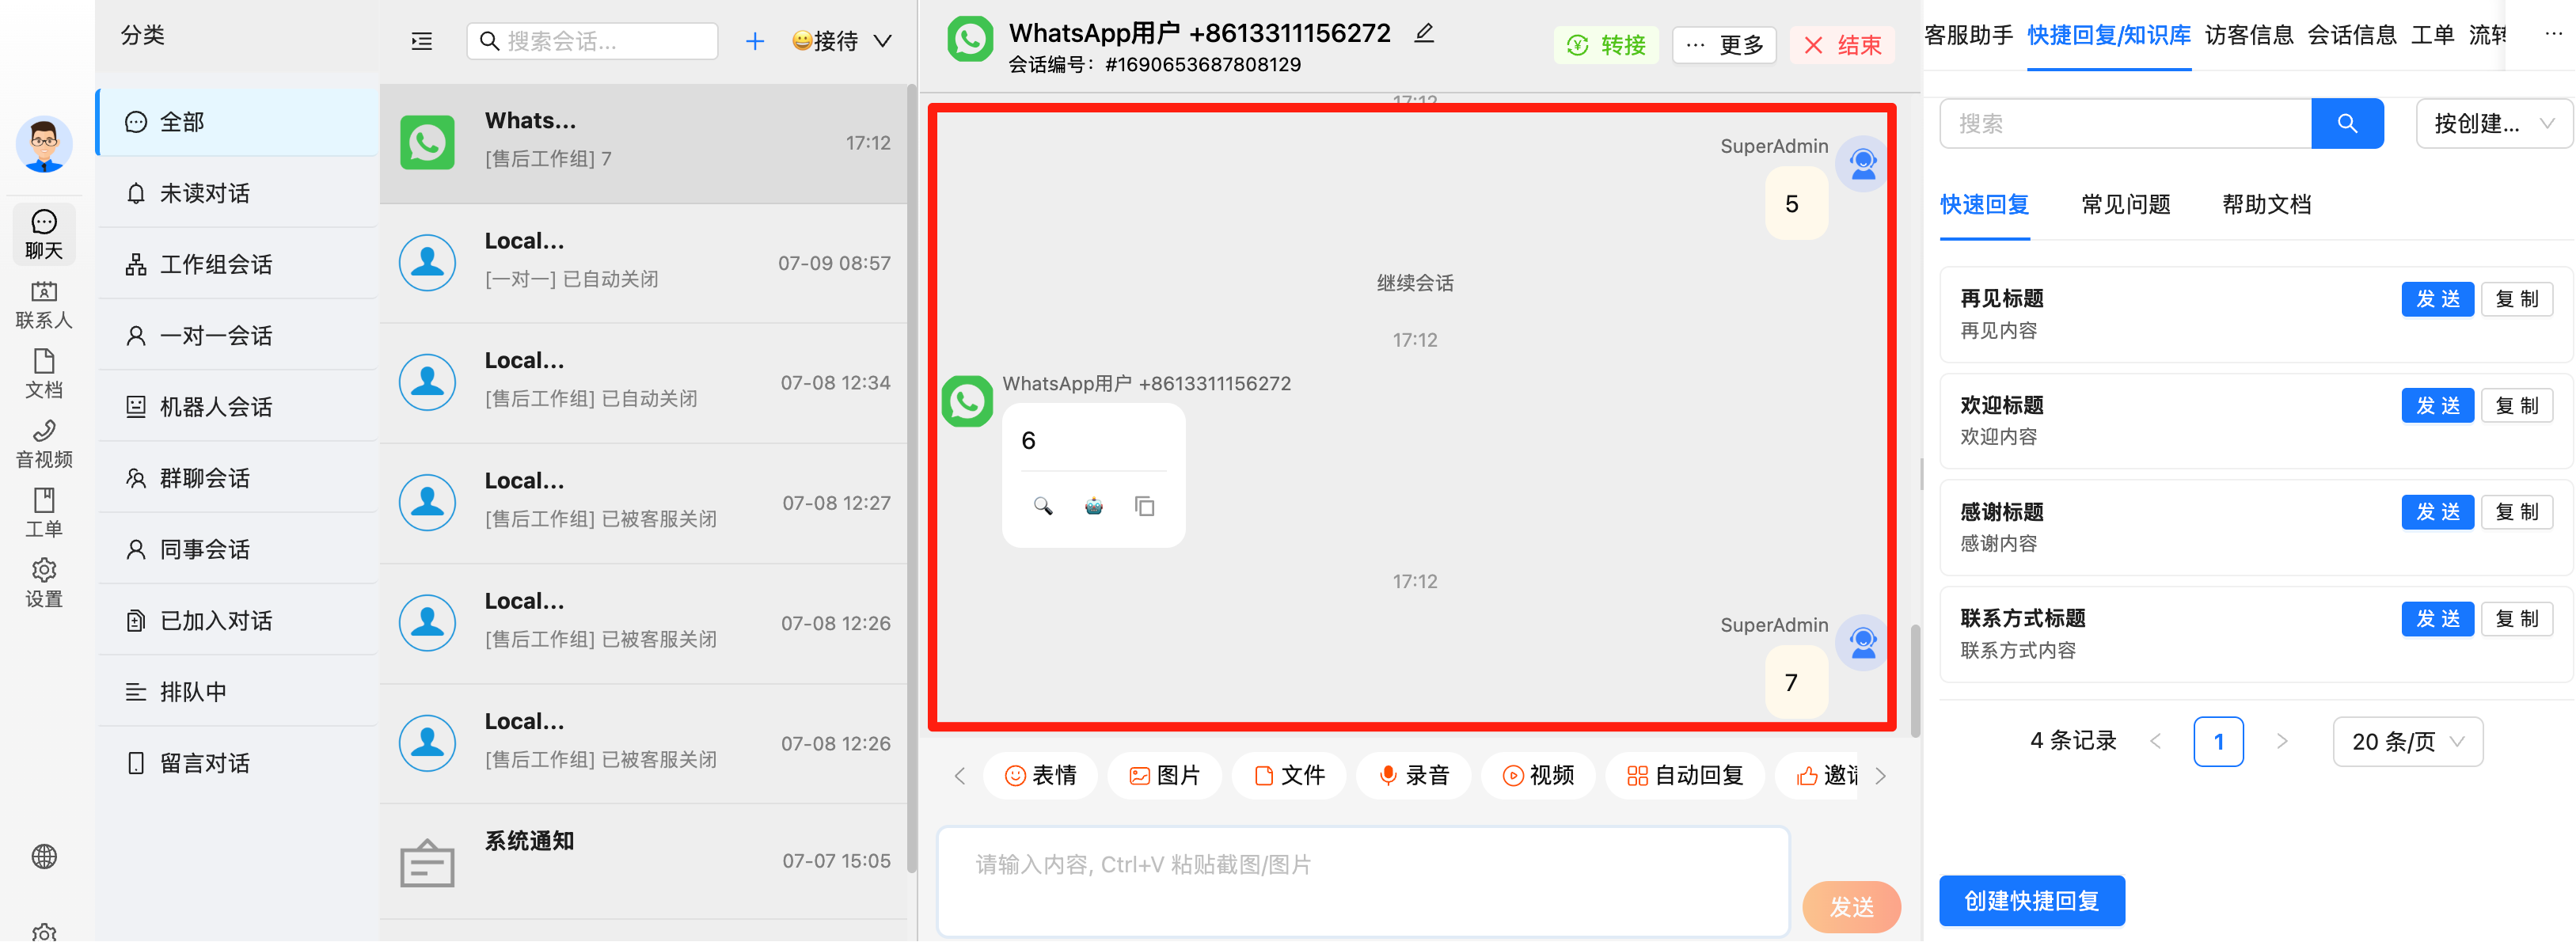 聊天
联系人
文档
音视频
工单
设置
分类
全部
未读对话
工作组会话
一对一会话
机器人会话
群聊会话
同事会话
已加入对话
排队中
留言对话
搜索会话...
接待
Whats...
[售后工作组] 7
17:12
Local...
[一对一] 已自动关闭
07-09 08:57
Local...
[售后工作组] 已自动关闭
07-08 12:34
Local...
[售后工作组] 已被客服关闭
07-08 12:27
Local...
[售后工作组] 已被客服关闭
07-08 12:26
Local...
[售后工作组] 已被客服关闭
07-08 12:26
系统通知
07-07 15:05
WhatsApp用户 +8613311156272
会话编号：#1690653687808129
转接
更多
结束
17:12
SuperAdmin
5
继续会话
17:12
WhatsApp用户 +8613311156272
6
17:12
SuperAdmin
7
表情
图片
文件
录音
视频
自动回复
邀请
请输入内容, Ctrl+V 粘贴截图/图片
发送
客服助手 快捷回复/知识库 访客信息 会话信息 工单 流转
搜索
按创建...
快速回复 常见问题 帮助文档
再见标题
再见内容
发 送 复 制
欢迎标题
欢迎内容
发 送 复 制
感谢标题
感谢内容
发 送 复 制
联系方式标题
联系方式内容
发 送 复 制
4 条记录 1 20 条/页
创建快捷回复